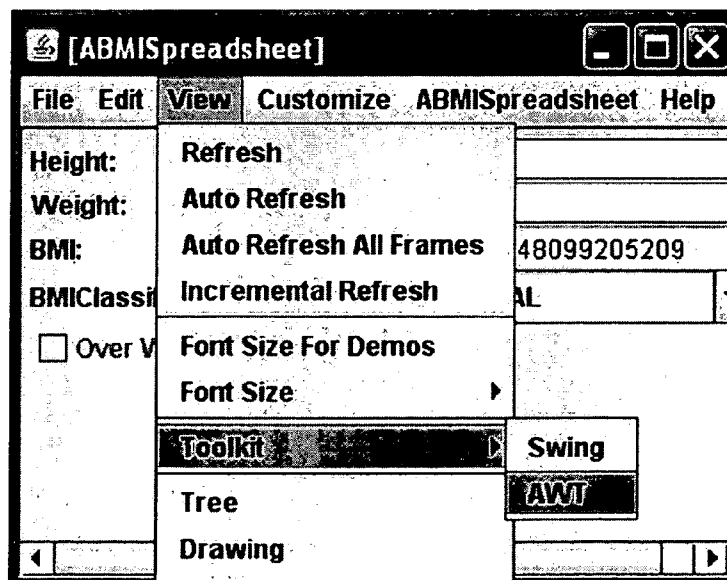 [ABMISpreadsheet]
File Edit View Customize ABMISpreadsheet Help
Height:
Weight:
BMI:
BMIClassif
Over W
Refresh
Auto Refresh
Auto Refresh All Frames
Incremental Refresh
Font Size For Demos
Font Size
Toolkit
Tree
Drawing
Swing
AWT
48099205209
AL